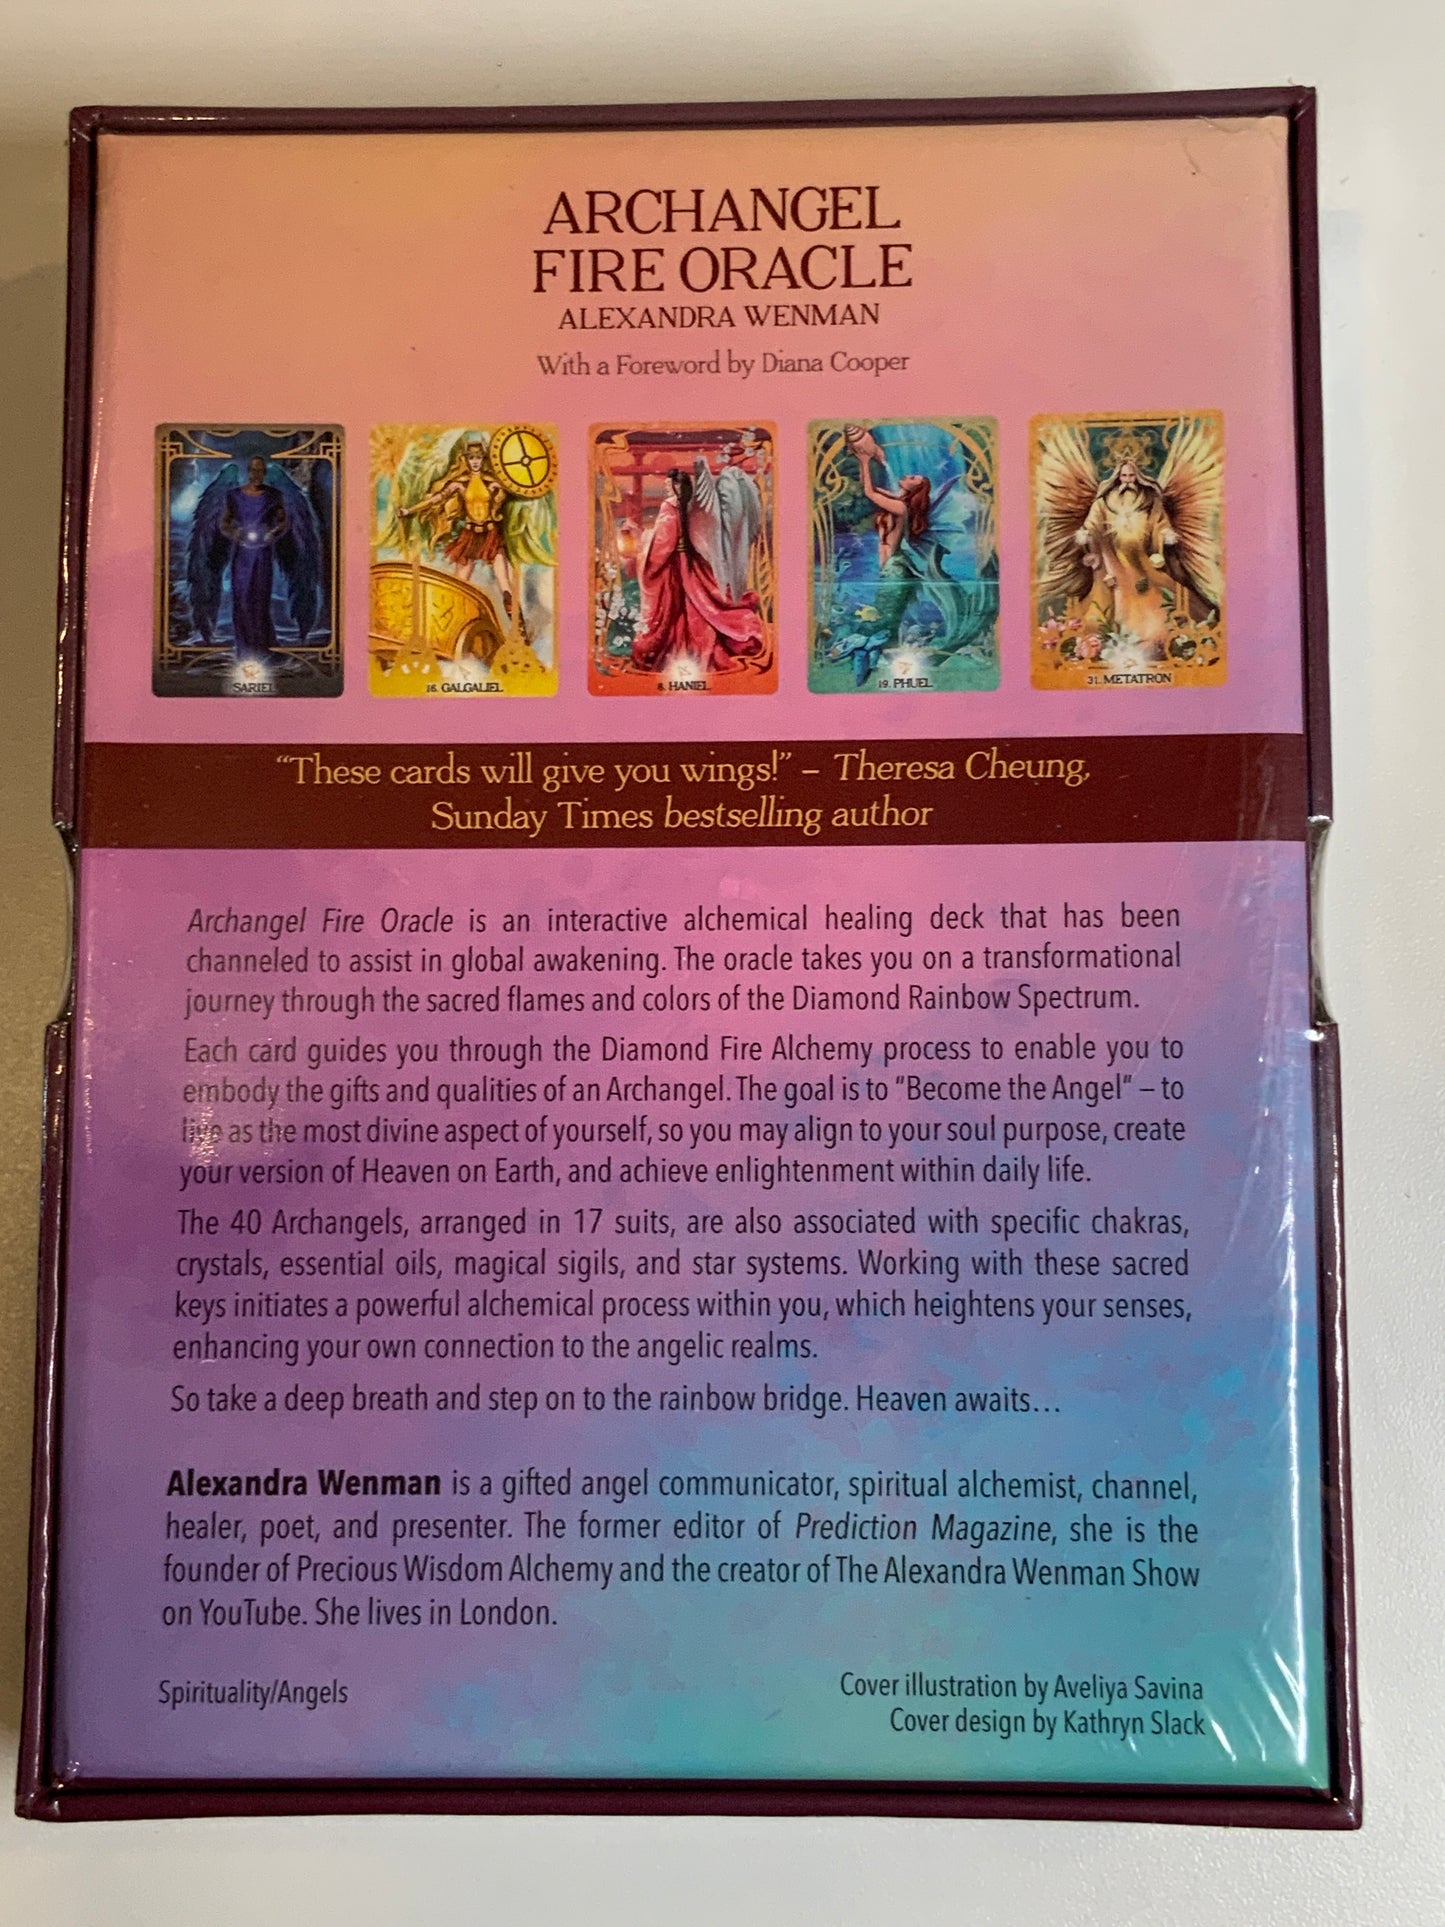 ARCHANGEL
FIRE ORACLE
ALEXANDRA WENMAN
With a Foreword by Diana Cooper
SARIEL
16. GALGALIEL
8. HANIEL
19. PHUEL
31. METATRON
“These cards will give you wings!” – Theresa Cheung,
Sunday Times bestselling author
Archangel Fire Oracle is an interactive alchemical healing deck that has been
channeled to assist in global awakening. The oracle takes you on a transformational
journey through the sacred flames and colors of the Diamond Rainbow Spectrum.
Each card guides you through the Diamond Fire Alchemy process to enable you to
embody the gifts and qualities of an Archangel. The goal is to "Become the Angel" – to
live as the most divine aspect of yourself, so you may align to your soul purpose, create
your version of Heaven on Earth, and achieve enlightenment within daily life.
The 40 Archangels, arranged in 17 suits, are also associated with specific chakras,
crystals, essential oils, magical sigils, and star systems. Working with these sacred
keys initiates a powerful alchemical process within you, which heightens your senses,
enhancing your own connection to the angelic realms.
So take a deep breath and step on to the rainbow bridge. Heaven awaits…
Alexandra Wenman is a gifted angel communicator, spiritual alchemist, channel,
healer, poet, and presenter. The former editor of Prediction Magazine, she is the
founder of Precious Wisdom Alchemy and the creator of The Alexandra Wenman Show
on YouTube. She lives in London.
Spirituality/Angels
Cover illustration by Aveliya Savina
Cover design by Kathryn Slack